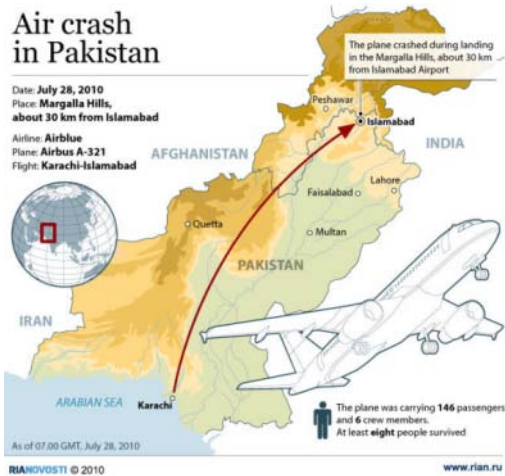 Air crash
in Pakistan
Date: July 28, 2010
Place: Margalla Hills,
about 30 km from Islamabad
Airline: Airblue
Plane: Airbus A-321
Flight: Karachi-Islamabad
The plane crashed during landing
in the Margalla Hills, about 30 km
from Islamabad Airport
Peshawar
Islamabad
AFGHANISTAN
INDIA
Lahore
Faisalabad
Quetta
Multan
PAKISTAN
IRAN
ARABIAN SEA
Karachi
The plane was carrying 146 passengers
and 6 crew members.
At least eight people survived
As of 07.00 GMT, July 28, 2010
RIANOVOSTI © 2010
www.rian.ru